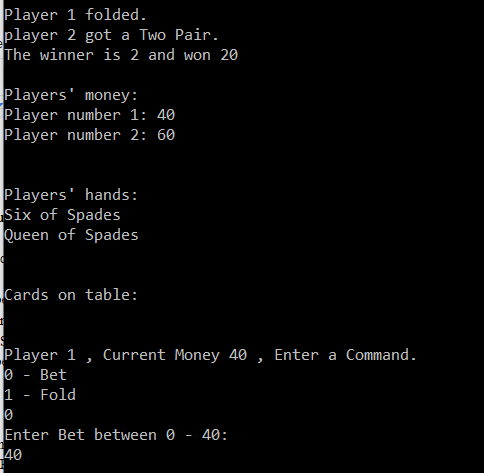 Player 1 folded.
player 2 got a Two Pair.
The winner is 2 and won 20
Players' money:
Player number 1: 40
Player number 2: 60
Players' hands:
Six of Spades
Queen of Spades
Cards on table:
Player 1 , Current Money 40 , Enter a Command.
0 - Bet
1 - Fold
0
Enter Bet between 0 - 40:
40